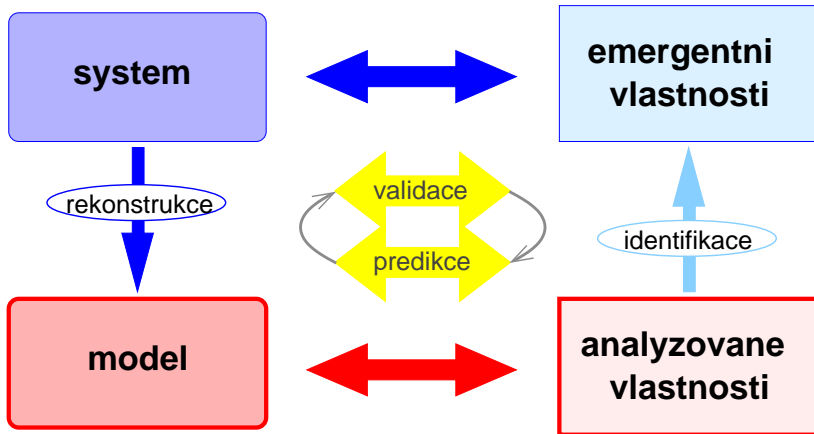 system
emergentni
vlastnosti
validace
rekonstrukce
identifikace
predikce
model
analyzovane
vlastnosti